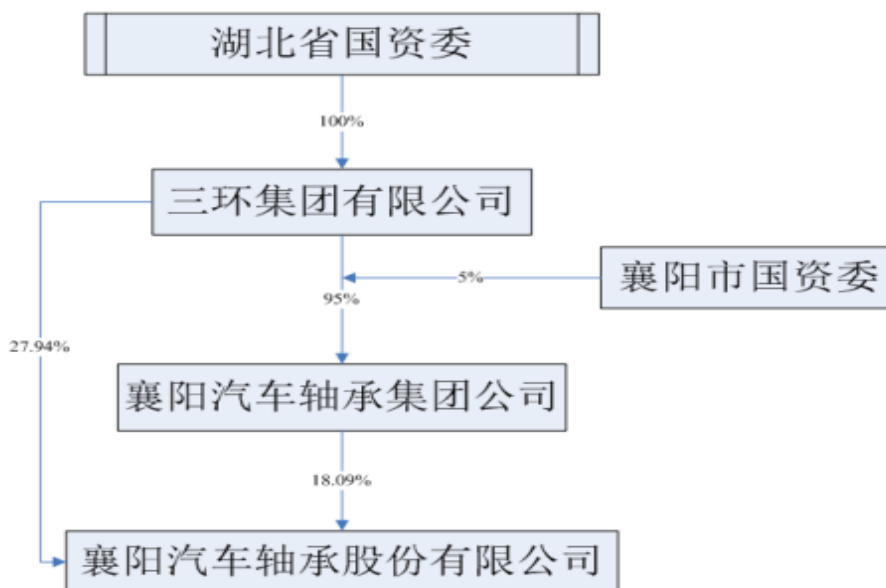 湖北省国资委
100%
三环集团有限公司
5%
襄阳市国资委
95%
27.94%
襄阳汽车轴承集团公司
18.09%
襄阳汽车轴承股份有限公司